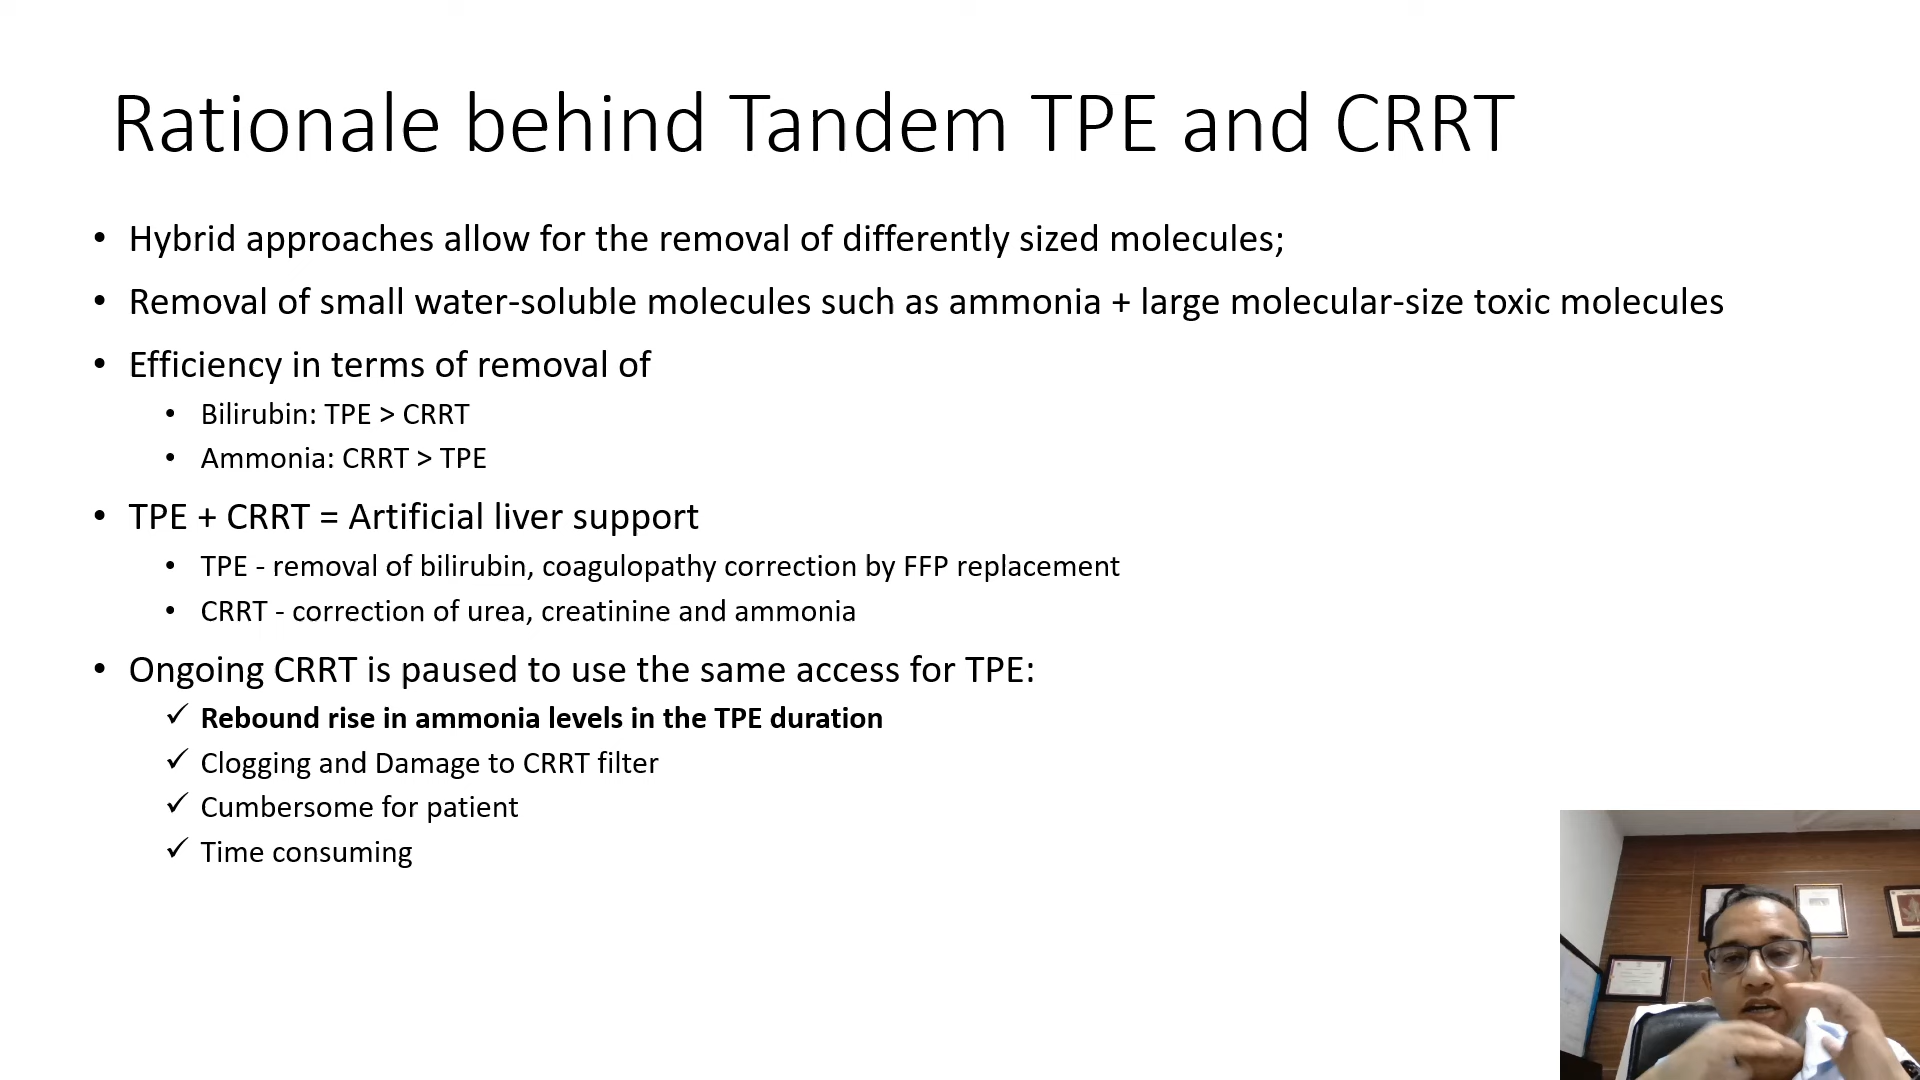 Rationale behind Tandem TPE and CRRT
• Hybrid approaches allow for the removal of differently sized molecules;
• Removal of small water-soluble molecules such as ammonia + large molecular-size toxic molecules
• Efficiency in terms of removal of
• Bilirubin: TPE > CRRT
• Ammonia: CRRT > TPE
• TPE + CRRT = Artificial liver support
• TPE - removal of bilirubin, coagulopathy correction by FFP replacement
• CRRT - correction of urea, creatinine and ammonia
• Ongoing CRRT is paused to use the same access for TPE:
✓ Rebound rise in ammonia levels in the TPE duration
✓ Clogging and Damage to CRRT filter
✓ Cumbersome for patient
✓ Time consuming